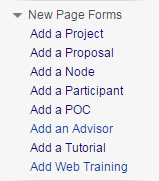 New Page Forms
Add a Project
Add a Proposal
Add a Node
Add a Participant
Add a POC
Add an Advisor
Add a Tutorial
Add Web Training